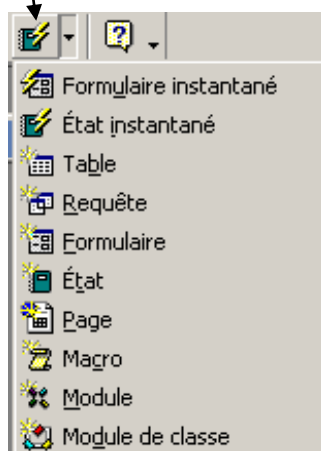 Formulaire instantané
État instantané
Table
Requête
Formulaire
État
Page
Macro
Module
Module de classe